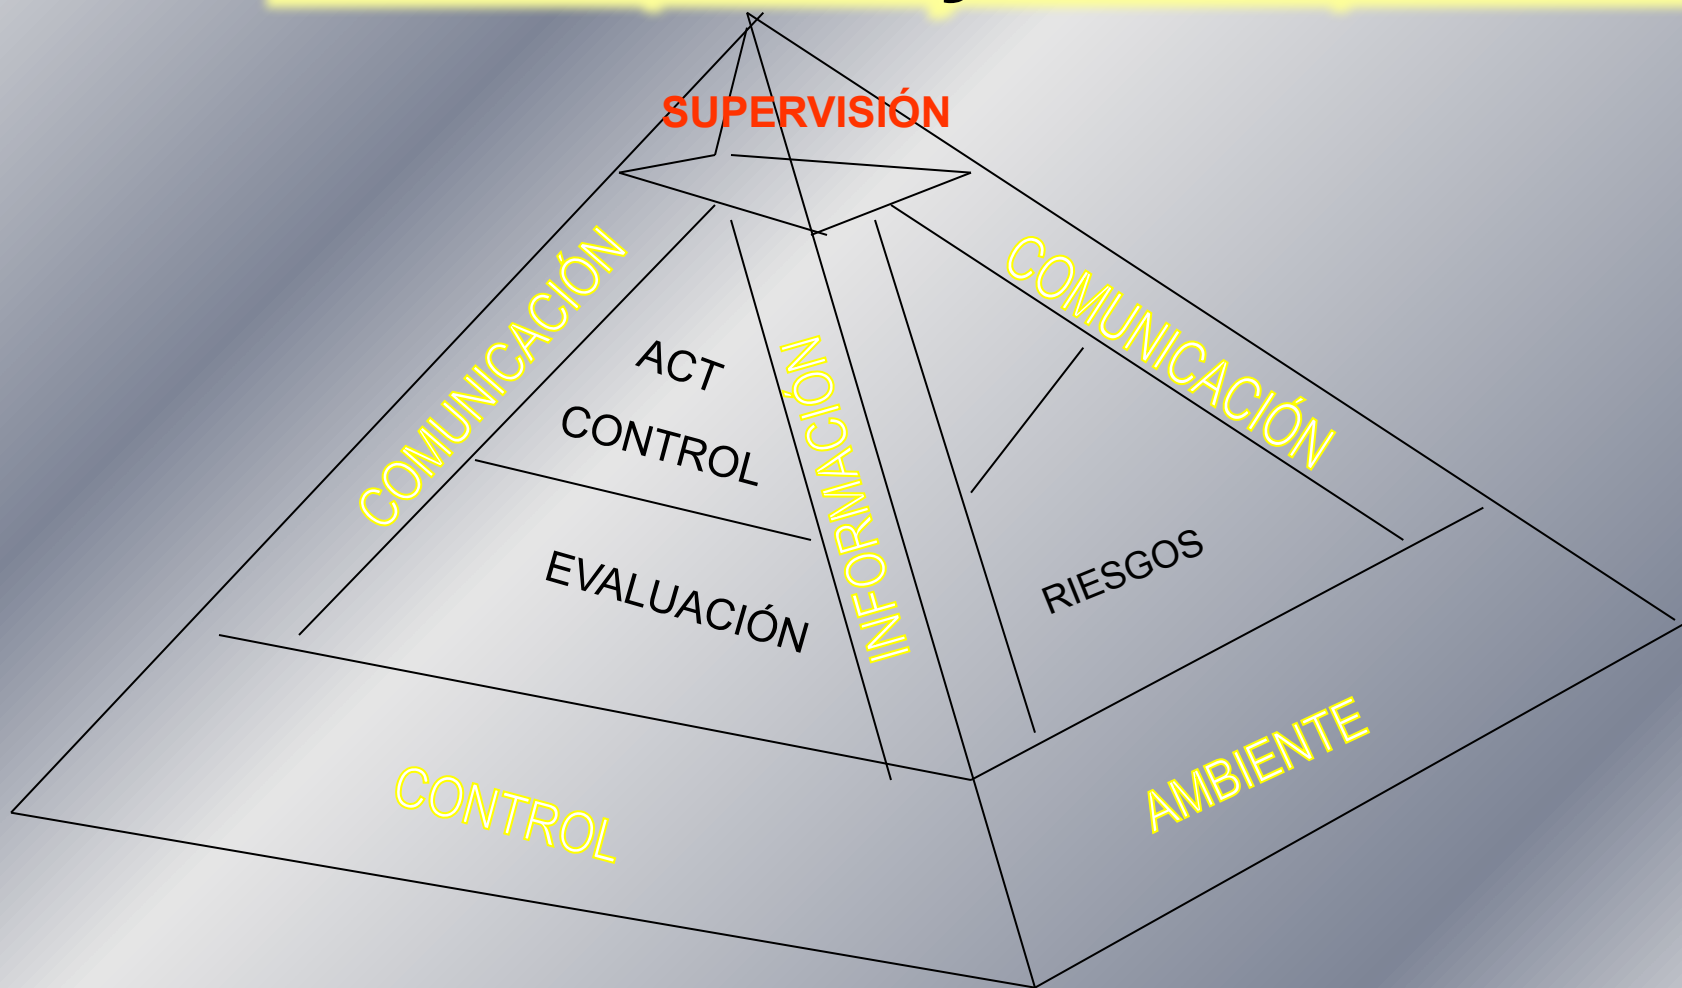 SUPERVISIÓN
COMUNICACIÓN
COMUNICACIÓN
INFORMACIÓN
ACT
CONTROL
EVALUACIÓN
RIESGOS
CONTROL
AMBIENTE